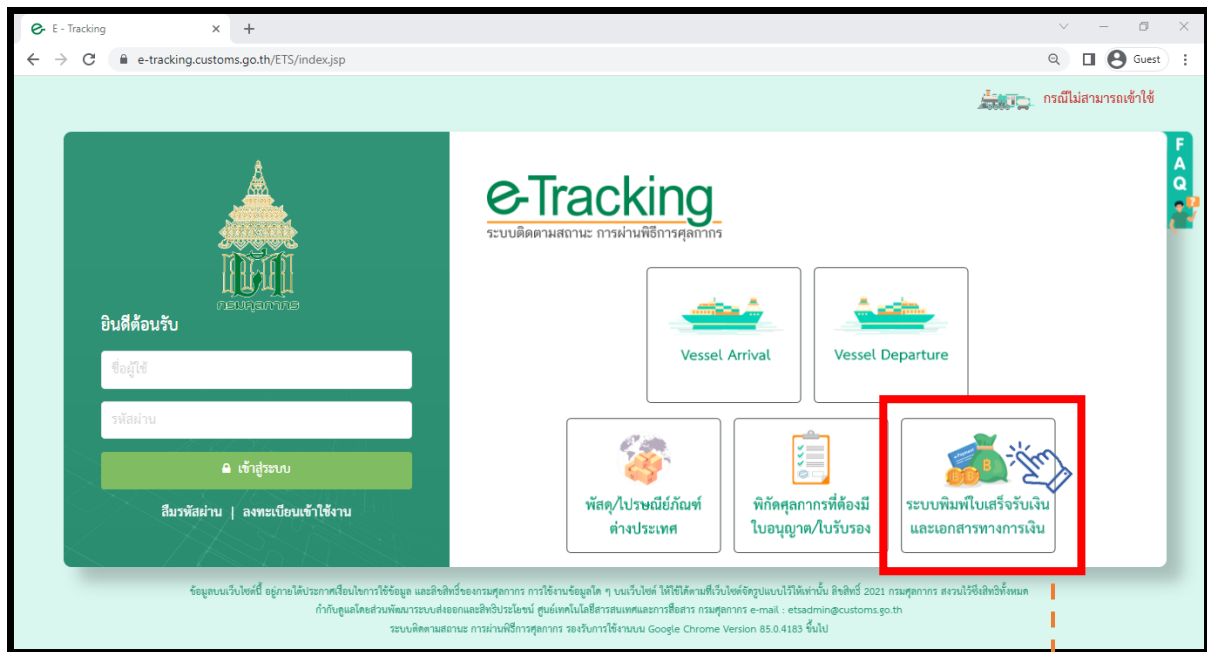 E - Tracking
e-tracking.customs.go.th/ETS/index.jsp
Guest
กรณีไม่สามารถเข้าใช้
FAQ
กรมศุลกากร
ยินดีต้อนรับ
ชื่อผู้ใช้
รหัสผ่าน
เข้าสู่ระบบ
ลืมรหัสผ่าน | ลงทะเบียนเข้าใช้งาน
e-Tracking
ระบบติดตามสถานะ การผ่านพิธีการศุลกากร
Vessel Arrival
Vessel Departure
พัสดุ/ไปรษณีย์ภัณฑ์
ต่างประเทศ
พิกัดศุลกากรที่ต้องมี
ใบอนุญาต/ใบรับรอง
ระบบพิมพ์ใบเสร็จรับเงิน
และเอกสารทางการเงิน
ข้อมูลบนเว็บไซต์นี้ อยู่ภายใต้ประกาศเงื่อนไขการใช้ข้อมูล และลิขสิทธิ์ของกรมศุลกากร การใช้งานข้อมูลใด ๆ บนเว็บไซต์ ให้ใช้ได้ตามที่เว็บไซต์จัดรูปแบบไว้ให้เท่านั้น ลิขสิทธิ์ 2021 กรมศุลกากร สงวนไว้ซึ่งสิทธิทั้งหมด
กำกับดูแลโดยส่วนพัฒนาระบบส่งออกและสิทธิประโยชน์ ศูนย์เทคโนโลยีสารสนเทศและการสื่อสาร กรมศุลกากร e-mail : etsadmin@customs.go.th
ระบบติดตามสถานะ การผ่านพิธีการศุลกากร รองรับการใช้งานบน Google Chrome Version 85.0.4183 ขึ้นไป